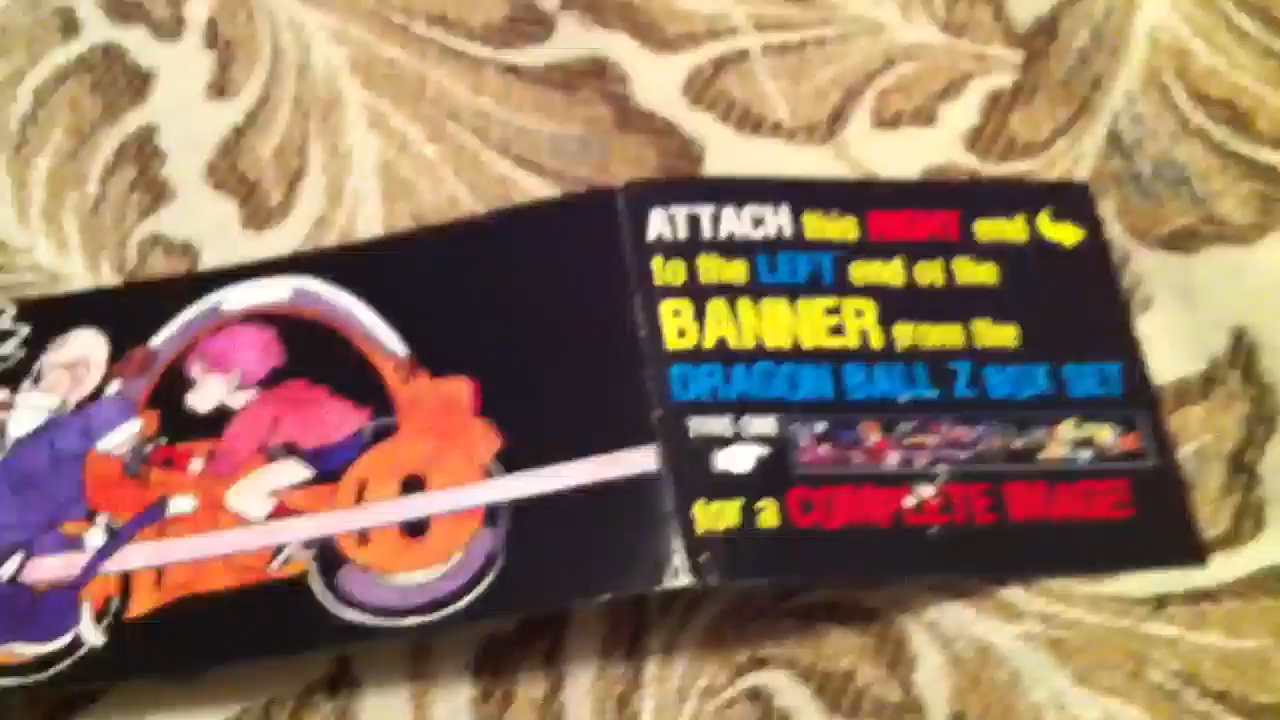 ATTACH this RIGHT end
to the LEFT end of the
BANNER from the
DRAGON BALL Z BOX SET
for a COMPLETE IMAGE!